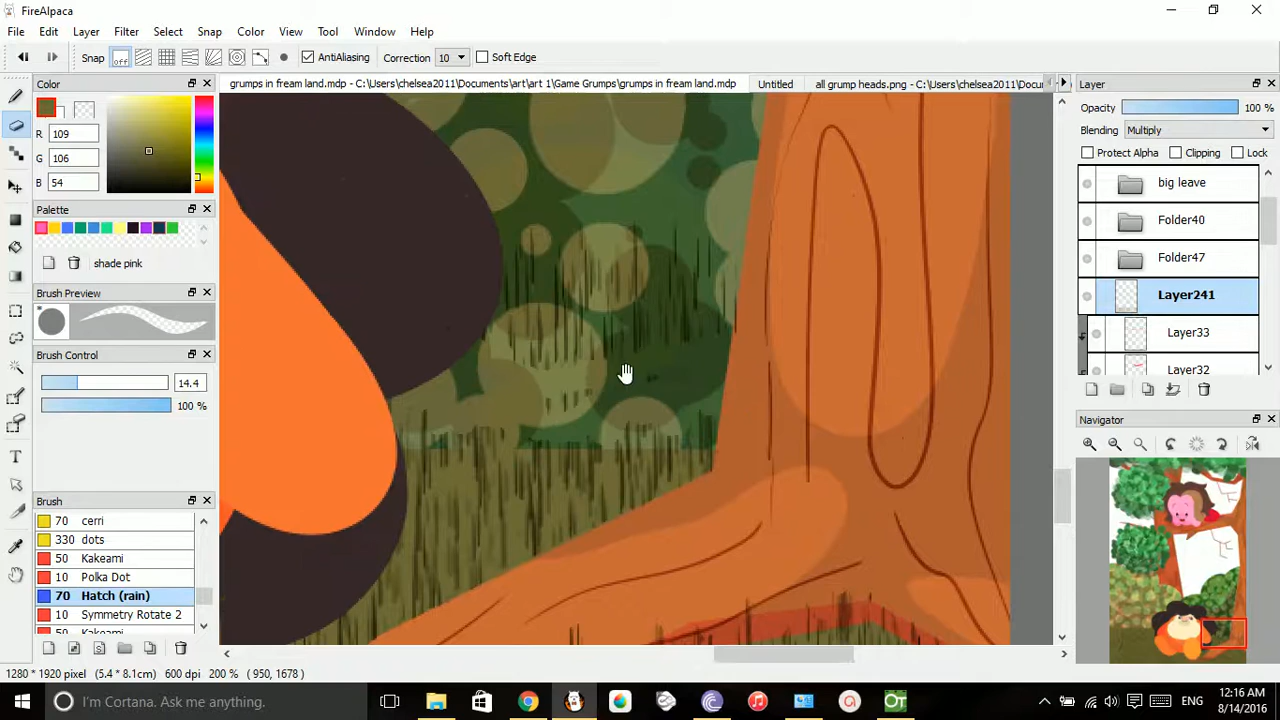 FireAlpaca
File Edit Layer Filter Select Snap Color View Tool Window Help
Snap off AntiAliasing Correction 10 Soft Edge
Color
grumps in fream land.mdp - C:\Users\chelsea2011\Documents\art\art 1\Game Grumps\grumps in fream land.mdp
Untitled
all grump heads.png - C:\Users\chelsea2011\Docu
R 109
G 106
B 54
Palette
shade pink
Brush Preview
Brush Control
14.4
100 %
Brush
70 cerri
330 dots
50 Kakeami
10 Polka Dot
70 Hatch (rain)
10 Symmetry Rotate 2
50 Kakeami
Layer
Opacity 100 %
Blending Multiply
Protect Alpha Clipping Lock
big leave
Folder40
Folder47
Layer241
Layer33
Layer32
Navigator
1280 * 1920 pixel (5.4 * 8.1cm) 600 dpi 200 % ( 950, 1678 )
I'm Cortana. Ask me anything.
ENG
12:16 AM
8/14/2016